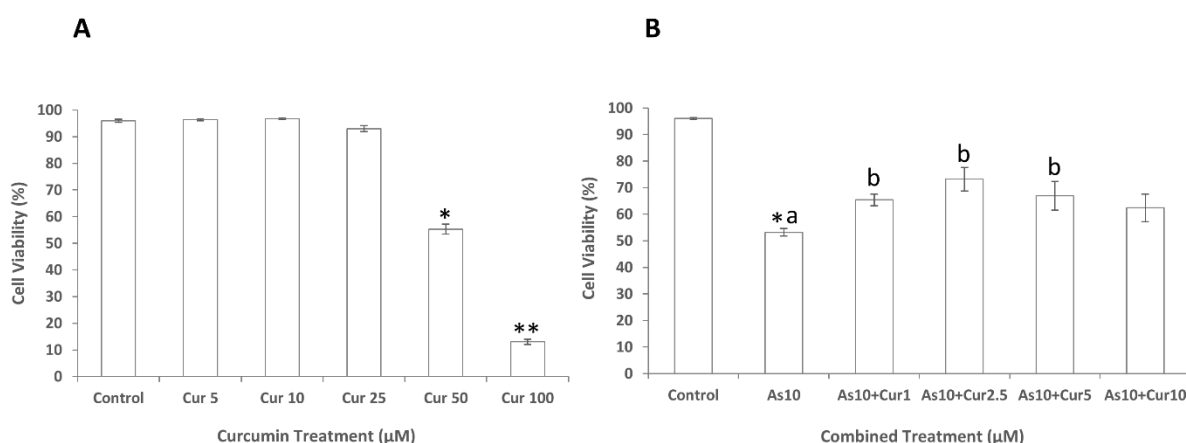 A
Cell Viability (%)
100
90
80
70
60
50
40
30
20
10
0
*
**
Control Cur 5 Cur 10 Cur 25 Cur 50 Cur 100
Curcumin Treatment (µM)
B
Cell Viability (%)
100
90
80
70
60
50
40
30
20
10
0
*a
b
b
b
Control As10 As10+Cur1 As10+Cur2.5 As10+Cur5 As10+Cur10
Combined Treatment (µM)